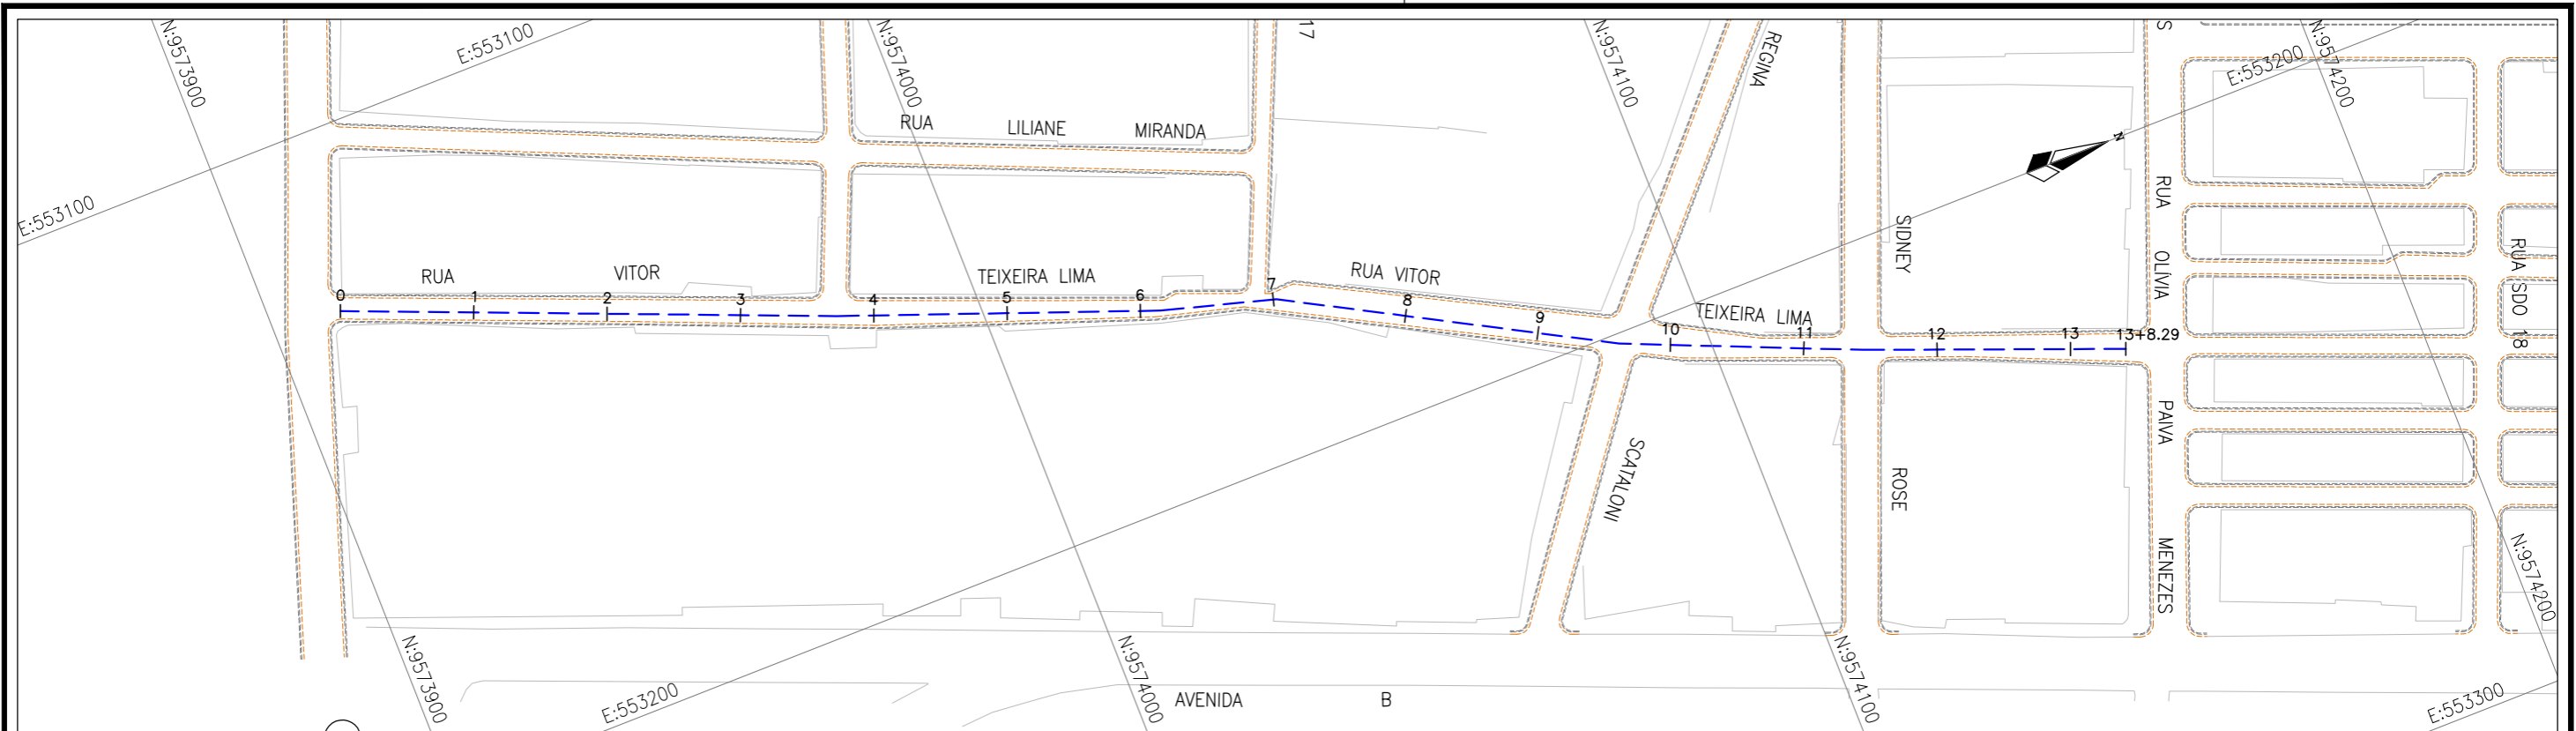 N:9573900
E:553100
N:9574000
17
N:9574100
REGINA
S
E:553200
N:9574200
RUA LILIANE MIRANDA
N
E:553100
RUA VITOR TEIXEIRA LIMA
RUA VITOR
TEIXEIRA LIMA
SIDNEY
ROSE
RUA OLÍVIA PAIVA MENEZES
RUA SDO 18
0 1 2 3 4 5 6 7 8 9 10 11 12 13 13+8.29
SCATALONI
N:9573900
E:553200
N:9574000
AVENIDA B
N:9574100
N:9574200
E:553300